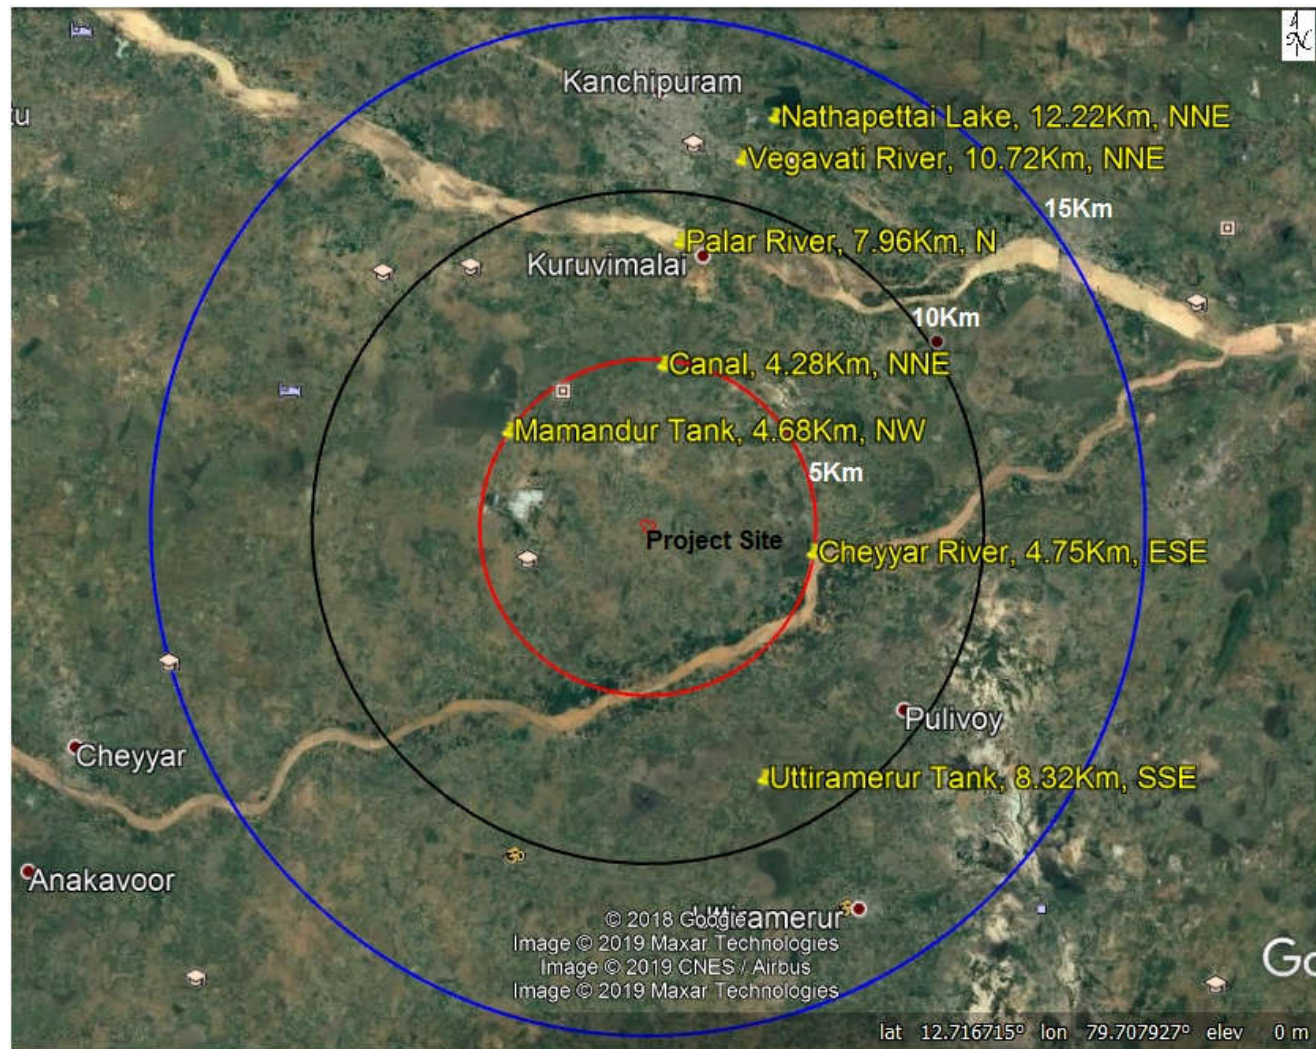 N
Kanchipuram
:u
Nathapettai Lake, 12.22Km, NNE
Vegavati River, 10.72Km, NNE
15Km
Palar River, 7.96Km, N
Kuruvimalai
10Km
Canal, 4.28Km, NNE
Mamandur Tank, 4.68Km, NW
5Km
Project Site
Cheyyar River, 4.75Km, ESE
Pulivoy
Cheyyar
Uttiramerur Tank, 8.32Km, SSE
Anakavoor
Uttiramerur
© 2018 Google
Image © 2019 Maxar Technologies
Image © 2019 CNES / Airbus
Image © 2019 Maxar Technologies
Go
lat 12.716715° lon 79.707927° elev 0 m